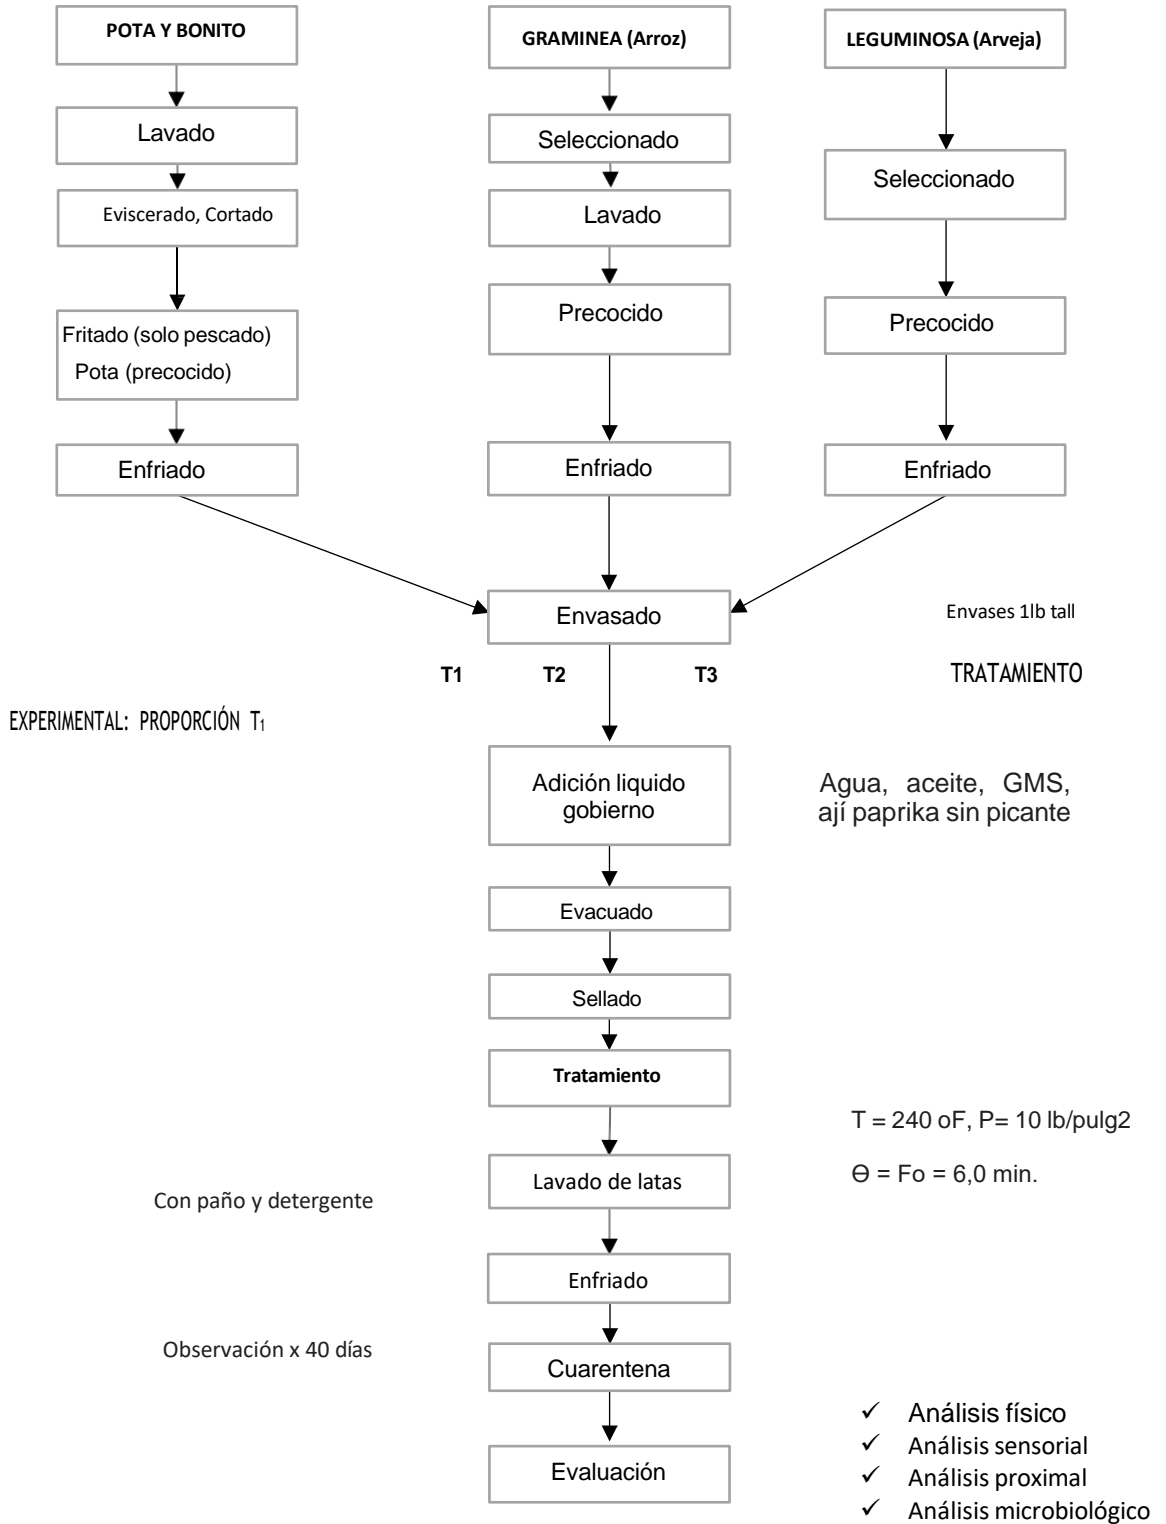 POTA Y BONITO
GRAMINEA (Arroz)
LEGUMINOSA (Arveja)
Lavado
Seleccionado
Seleccionado
Eviscerado, Cortado
Lavado
Fritado (solo pescado)
Pota (precocido)
Precocido
Precocido
Enfriado
Enfriado
Enfriado
Envasado
Envases 1lb tall
T1 T2 T3
TRATAMIENTO
EXPERIMENTAL: PROPORCIÓN T1
Adición liquido
gobierno
Agua, aceite, GMS,
ají paprika sin picante
Evacuado
Sellado
Tratamiento
T = 240 oF, P= 10 lb/pulg2
Ɵ = Fo = 6,0 min.
Lavado de latas
Con paño y detergente
Enfriado
Observación x 40 días
Cuarentena
Evaluación
✓ Análisis físico
✓ Análisis sensorial
✓ Análisis proximal
✓ Análisis microbiológico